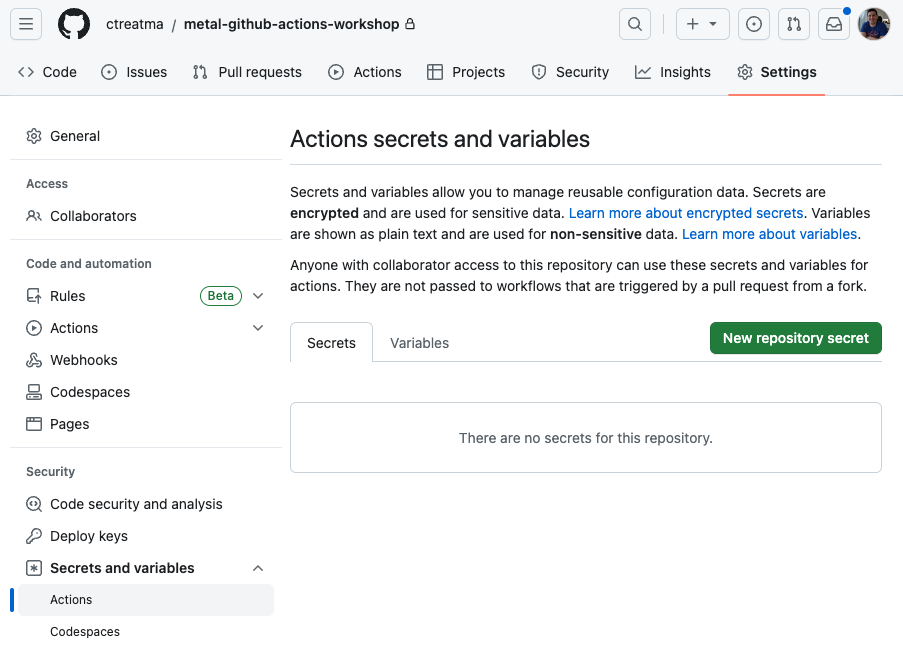 ctreatma / metal-github-actions-workshop
Code Issues Pull requests Actions Projects Security Insights Settings
General
Access
Collaborators
Code and automation
Rules Beta
Actions
Webhooks
Codespaces
Pages
Security
Code security and analysis
Deploy keys
Secrets and variables
Actions
Codespaces
Actions secrets and variables
Secrets and variables allow you to manage reusable configuration data. Secrets are
encrypted and are used for sensitive data. Learn more about encrypted secrets. Variables
are shown as plain text and are used for non-sensitive data. Learn more about variables.
Anyone with collaborator access to this repository can use these secrets and variables for
actions. They are not passed to workflows that are triggered by a pull request from a fork.
Secrets Variables New repository secret
There are no secrets for this repository.